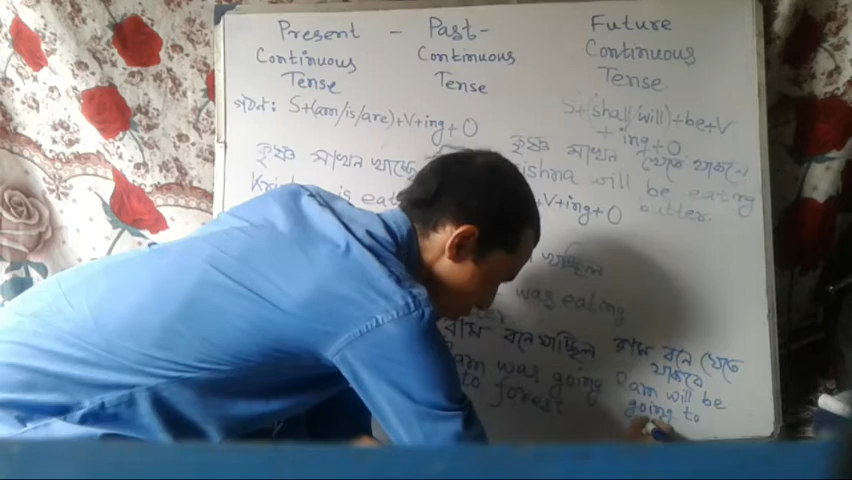 Present - Past- Future
Continuous Continuous Continuous
Tense Tense Tense
গঠন: S+(am/is/are)+V+ing+O
S+(shall/will)+be+V
+ing+O
কৃষ্ণ মাখন খাচ্ছে
কৃষ্ণ মাখন খেতে থাকবে
Krishna is
will be eating
butter.
+V+ing+O
খাচ্ছিল
was eating
রাম বনে যাচ্ছিল
was going
to forest
রাম বনে যেতে
থাকবে
Ram will be
going to